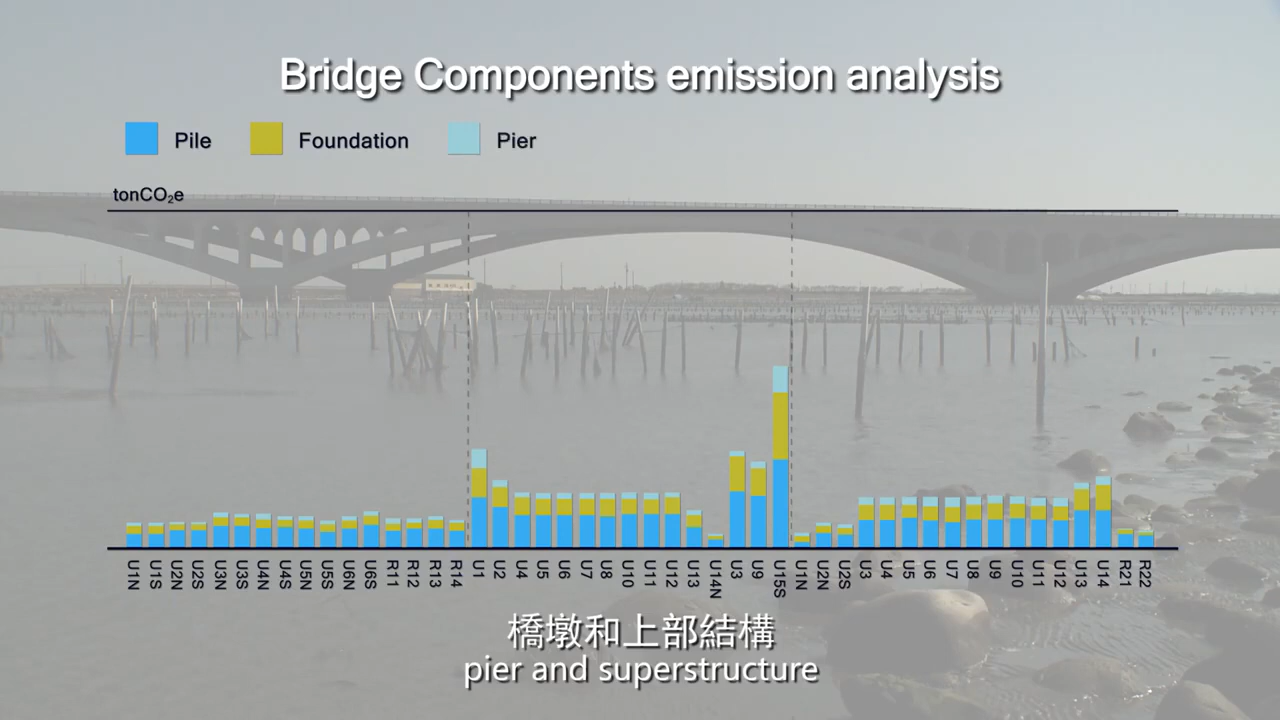 Bridge Components emission analysis
Pile Foundation Pier
tonCO₂e
U1N U1S U2N U2S U3N U3S U4N U4S U5N U5S U6N U6S R11 R12 R13 R14 U1 U2 U4 U5 U6 U7 U8 U10 U11 U12 U13 U14N U3 U9 U15S U1N U2N U2S U3 U4 U5 U6 U7 U8 U9 U10 U11 U12 U13 U14 R21 R22
橋墩和上部結構
pier and superstructure